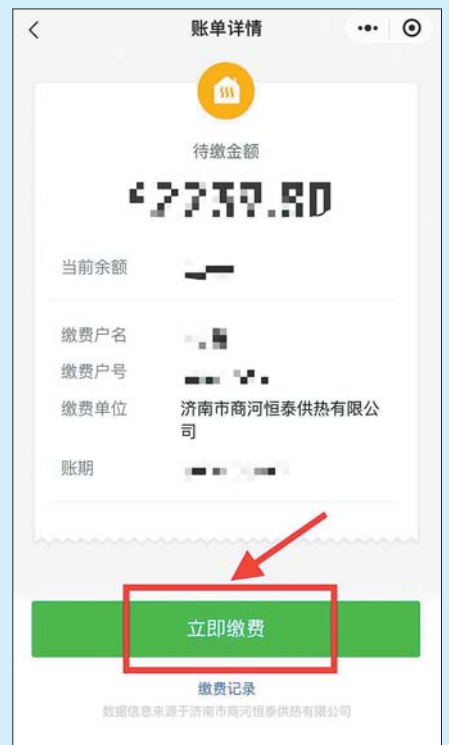 账单详情
待缴金额
当前余额
缴费户名
缴费户号
缴费单位 济南市商河恒泰供热有限公
司
账期
立即缴费
缴费记录
数据信息来源于济南市商河恒泰供热有限公司